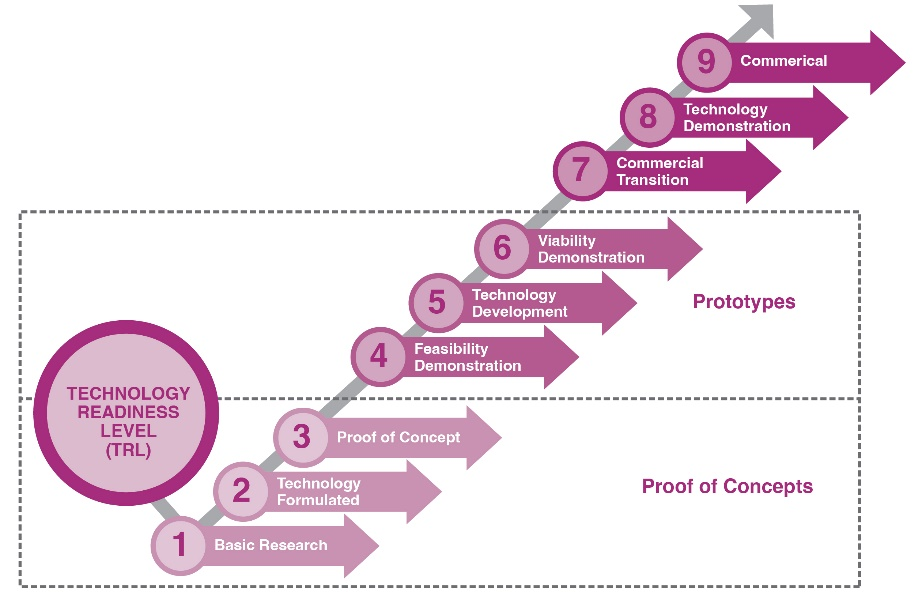 9 Commerical
8 Technology
Demonstration
7 Commercial
Transition
6 Viability
Demonstration
Prototypes
5 Technology
Development
4 Feasibility
Demonstration
TECHNOLOGY
READINESS
LEVEL
(TRL)
3 Proof of Concept
Proof of Concepts
2 Technology
Formulated
1 Basic Research